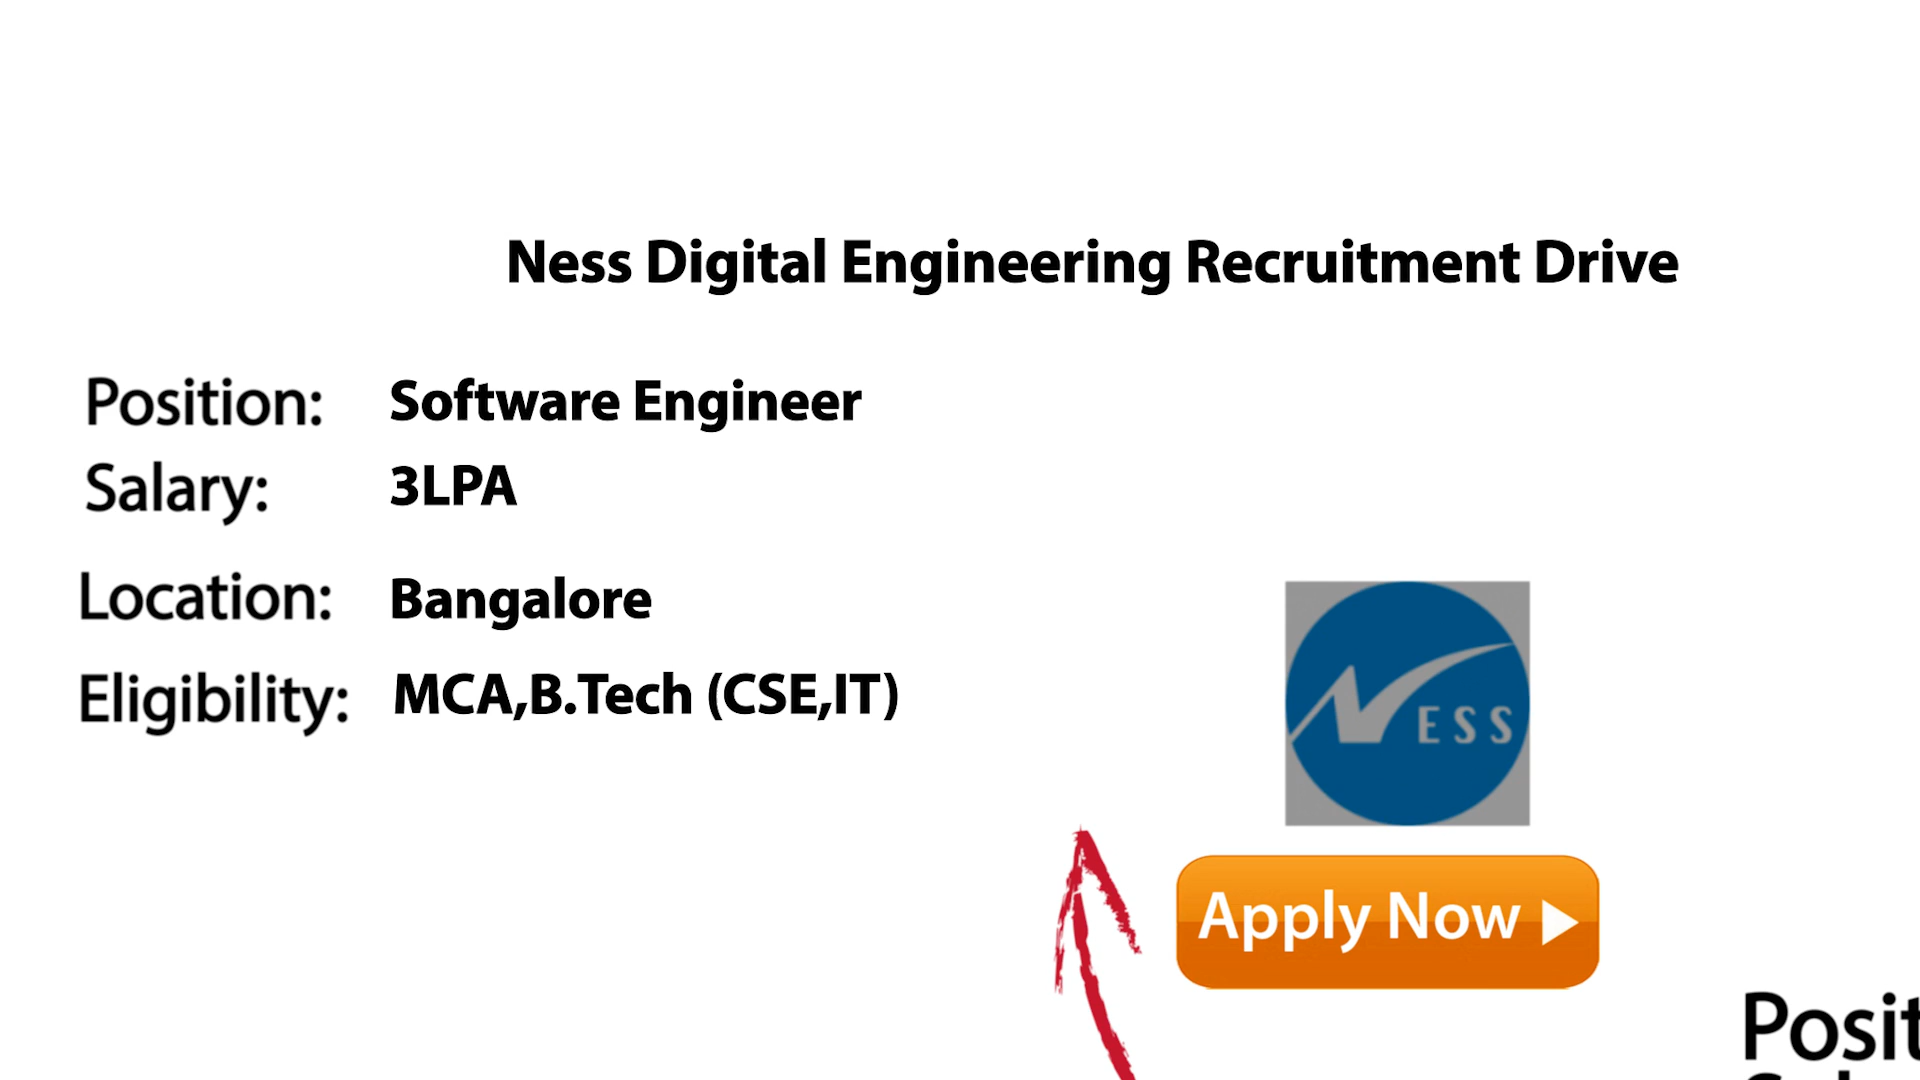 Ness Digital Engineering Recruitment Drive
Position: Software Engineer
Salary: 3LPA
Location: Bangalore
Eligibility: MCA,B.Tech (CSE,IT)
NESS
Apply Now
Posit